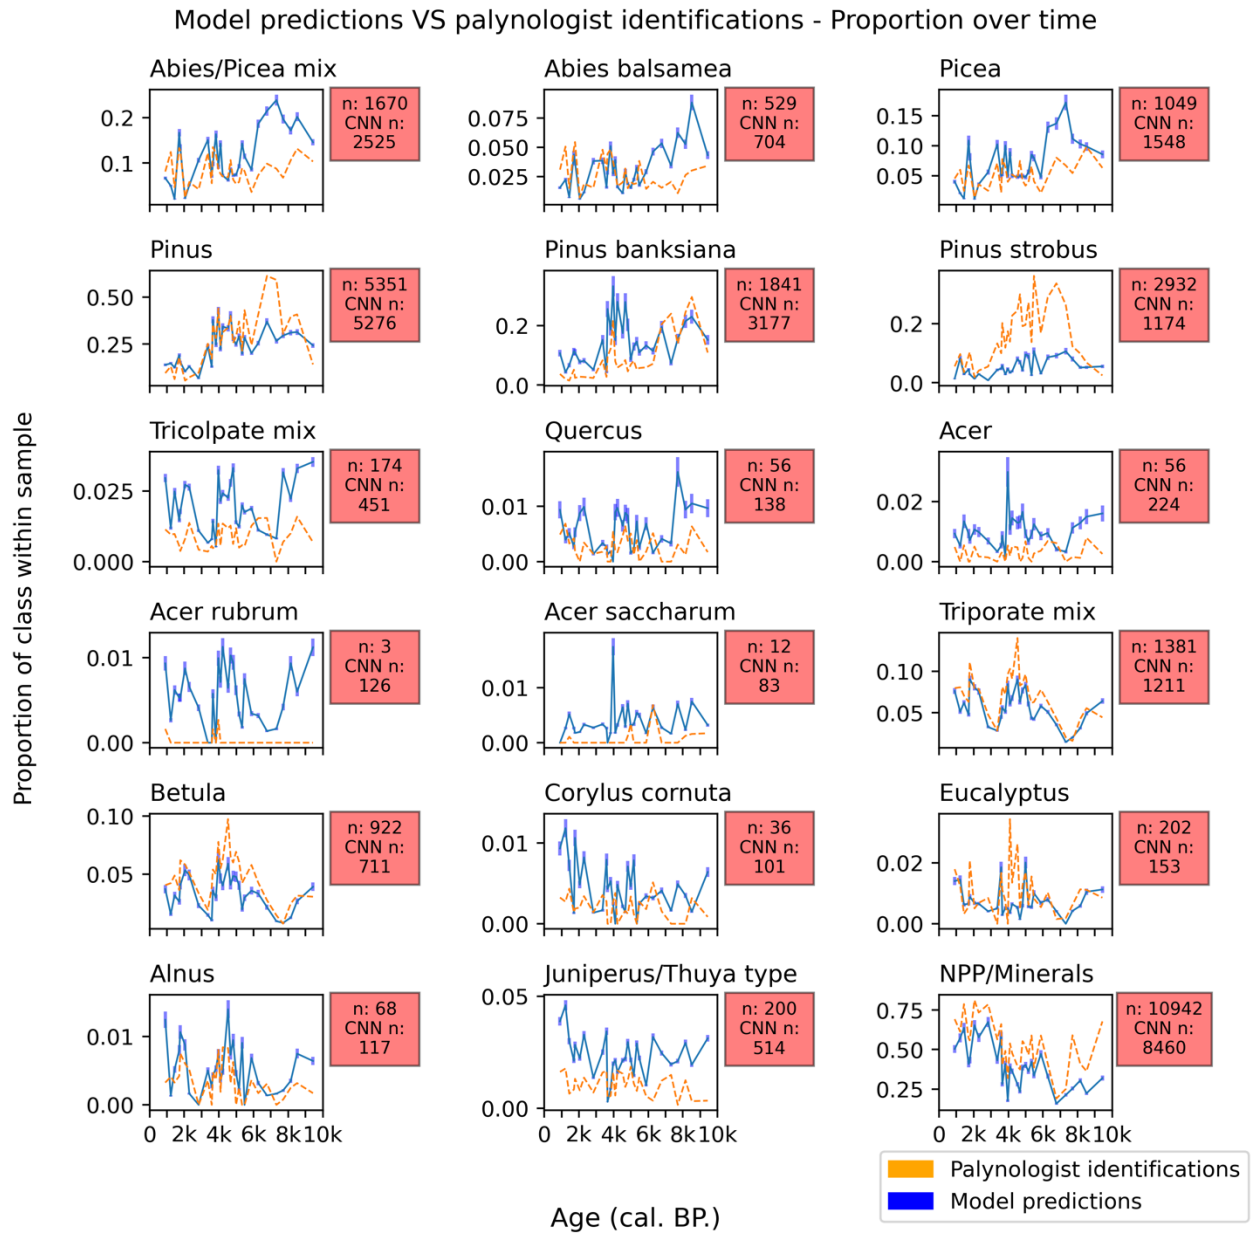 Model predictions VS palynologist identifications - Proportion over time
Abies/Picea mix
0.2
0.1
n: 1670
CNN n:
2525
Abies balsamea
0.075
0.050
0.025
n: 529
CNN n:
704
Picea
0.15
0.10
0.05
n: 1049
CNN n:
1548
Pinus
0.50
0.25
n: 5351
CNN n:
5276
Pinus banksiana
0.2
0.0
n: 1841
CNN n:
3177
Pinus strobus
0.2
0.0
n: 2932
CNN n:
1174
Proportion of class within sample
Tricolpate mix
0.025
0.000
n: 174
CNN n:
451
Quercus
0.01
0.00
n: 56
CNN n:
138
Acer
0.02
0.00
n: 56
CNN n:
224
Acer rubrum
0.01
0.00
n: 3
CNN n:
126
Acer saccharum
0.01
0.00
n: 12
CNN n:
83
Triporate mix
0.10
0.05
n: 1381
CNN n:
1211
Betula
0.10
0.05
n: 922
CNN n:
711
Corylus cornuta
0.01
0.00
n: 36
CNN n:
101
Eucalyptus
0.02
0.00
n: 202
CNN n:
153
Alnus
0.01
0.00
n: 68
CNN n:
117
0 2k 4k 6k 8k10k
Juniperus/Thuya type
0.05
0.00
n: 200
CNN n:
514
0 2k 4k 6k 8k10k
NPP/Minerals
0.75
0.50
0.25
n: 10942
CNN n:
8460
0 2k 4k 6k 8k10k
Palynologist identifications
Model predictions
Age (cal. BP.)